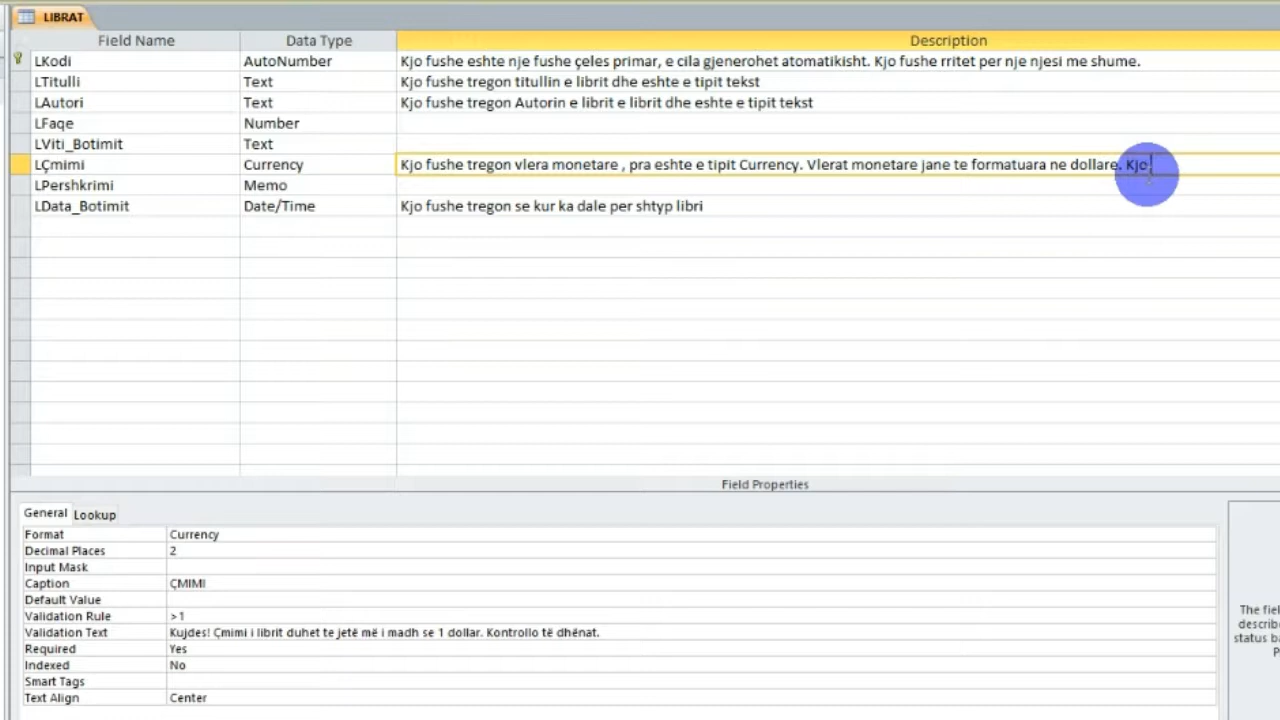 LIBRAT
Field Name Data Type Description
LKodi AutoNumber Kjo fushe eshte nje fushe çeles primar, e cila gjenerohet atomatikisht. Kjo fushe rritet per nje njesi me shume.
LTitulli Text Kjo fushe tregon titullin e librit dhe eshte e tipit tekst
LAutori Text Kjo fushe tregon Autorin e librit e librit dhe eshte e tipit tekst
LFaqe Number
LViti_Botimit Text
LÇmimi Currency Kjo fushe tregon vlera monetare , pra eshte e tipit Currency. Vlerat monetare jane te formatuara ne dollare. Kjo
LPershkrimi Memo
LData_Botimit Date/Time Kjo fushe tregon se kur ka dale per shtyp libri
Field Properties
General Lookup
Format Currency
Decimal Places 2
Input Mask
Caption ÇMIMI
Default Value
Validation Rule >1
Validation Text Kujdes! Çmimi i librit duhet te jetë më i madh se 1 dollar. Kontrollo të dhënat.
Required Yes
Indexed No
Smart Tags
Text Align Center
The fiel
describe
status ba
P